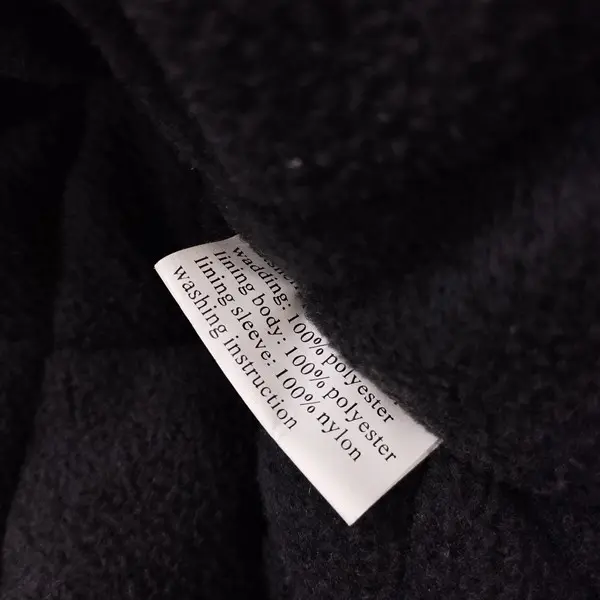 wadding: 100% polyester
lining body: 100% polyester
lining sleeve: 100% nylon
washing instruction